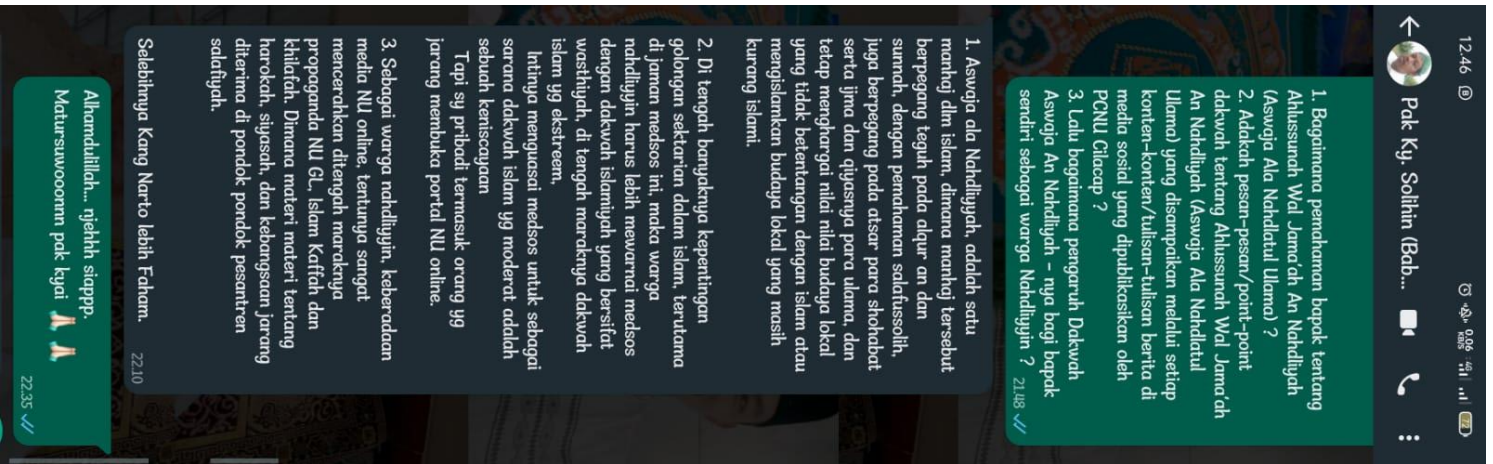 12.46
0.06
KB/S
4G
72
Pak Ky. Solihin (Bab...
1. Bagaimana pemahaman bapak tentang
Ahlussunah Wal Jama'ah An Nahdliyah
(Aswaja Ala Nahdlatul Ulama) ?
2. Adakah pesan-pesan/point-point
dakwah tentang Ahlussunah Wal Jama'ah
An Nahdliyah (Aswaja Ala Nahdlatul
Ulama) yang disampaikan melalui setiap
konten-konten/tulisan-tulisan berita di
media sosial yang dipublikasikan oleh
PCNU Cilacap ?
3. Lalu bagaimana pengaruh Dakwah
Aswaja An Nahdiyah - nya bagi bapak
sendiri sebagai warga Nahdliyyin ?
21.48
1. Aswaja ala Nahdliyyah, adalah satu
manhaj dlm islam, dimana manhaj tersebut
berpegang teguh pada alqur an dan
sunnah, dengan pemahaman salafussolih,
juga berpegang pada atsar para shohabat
serta ijma dan qiyasnya para ulama, dan
tetap menghargai nilai nilai budaya lokal
yang tidak betentangan dengan islam atau
mengislamkan budaya lokal yang masih
kurang islami.
2. Di tengah banyaknya kepentingan
golongan sektarian dalam islam, terutama
di jaman medsos ini, maka warga
nahdliyyin harus lebih mewarnai medsos
dengan dakwah islamiyah yang bersifat
wasthiyah, di tengah maraknya dakwah
islam yg ekstreem,
Intinya menguasai medsos untuk sebagai
sarana dakwah islam yg moderat adalah
sebuah keniscayaan
Tapi sy pribadi termasuk orang yg
jarang membuka portal NU online.
3. Sebagai warga nahdliyyin, keberadaan
media NU online, tentunya sangat
mencerahkan ditengah maraknya
propaganda NU GL, Islam Kaffah dan
khilafah. Dimana materi materi tentang
harokah, siyasah, dan kebangsaan jarang
diterima di pondok pondok pesantren
salafiyah.
Selebihnya Kang Narto lebih Faham.
22.10
Alhamdulillah... njehhh siappp.
Matursuwooonn pak kyai 🙏🏻 🙏🏻
22.35